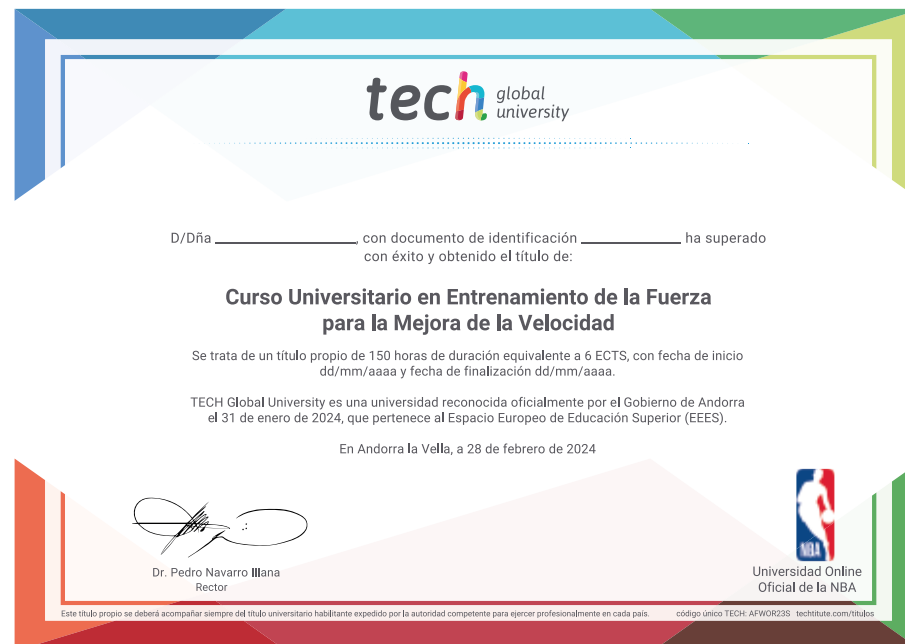 tech global
university
D/Dña ____________________, con documento de identificación ______________ ha superado
con éxito y obtenido el título de:
Curso Universitario en Entrenamiento de la Fuerza
para la Mejora de la Velocidad
Se trata de un título propio de 150 horas de duración equivalente a 6 ECTS, con fecha de inicio
dd/mm/aaaa y fecha de finalización dd/mm/aaaa.
TECH Global University es una universidad reconocida oficialmente por el Gobierno de Andorra
el 31 de enero de 2024, que pertenece al Espacio Europeo de Educación Superior (EEES).
En Andorra la Vella, a 28 de febrero de 2024
Dr. Pedro Navarro Illana
Rector
NBA
Universidad Online
Oficial de la NBA
Este título propio se deberá acompañar siempre del título universitario habilitante expedido por la autoridad competente para ejercer profesionalmente en cada país. código único TECH: AFWOR23S techtitute.com/titulos